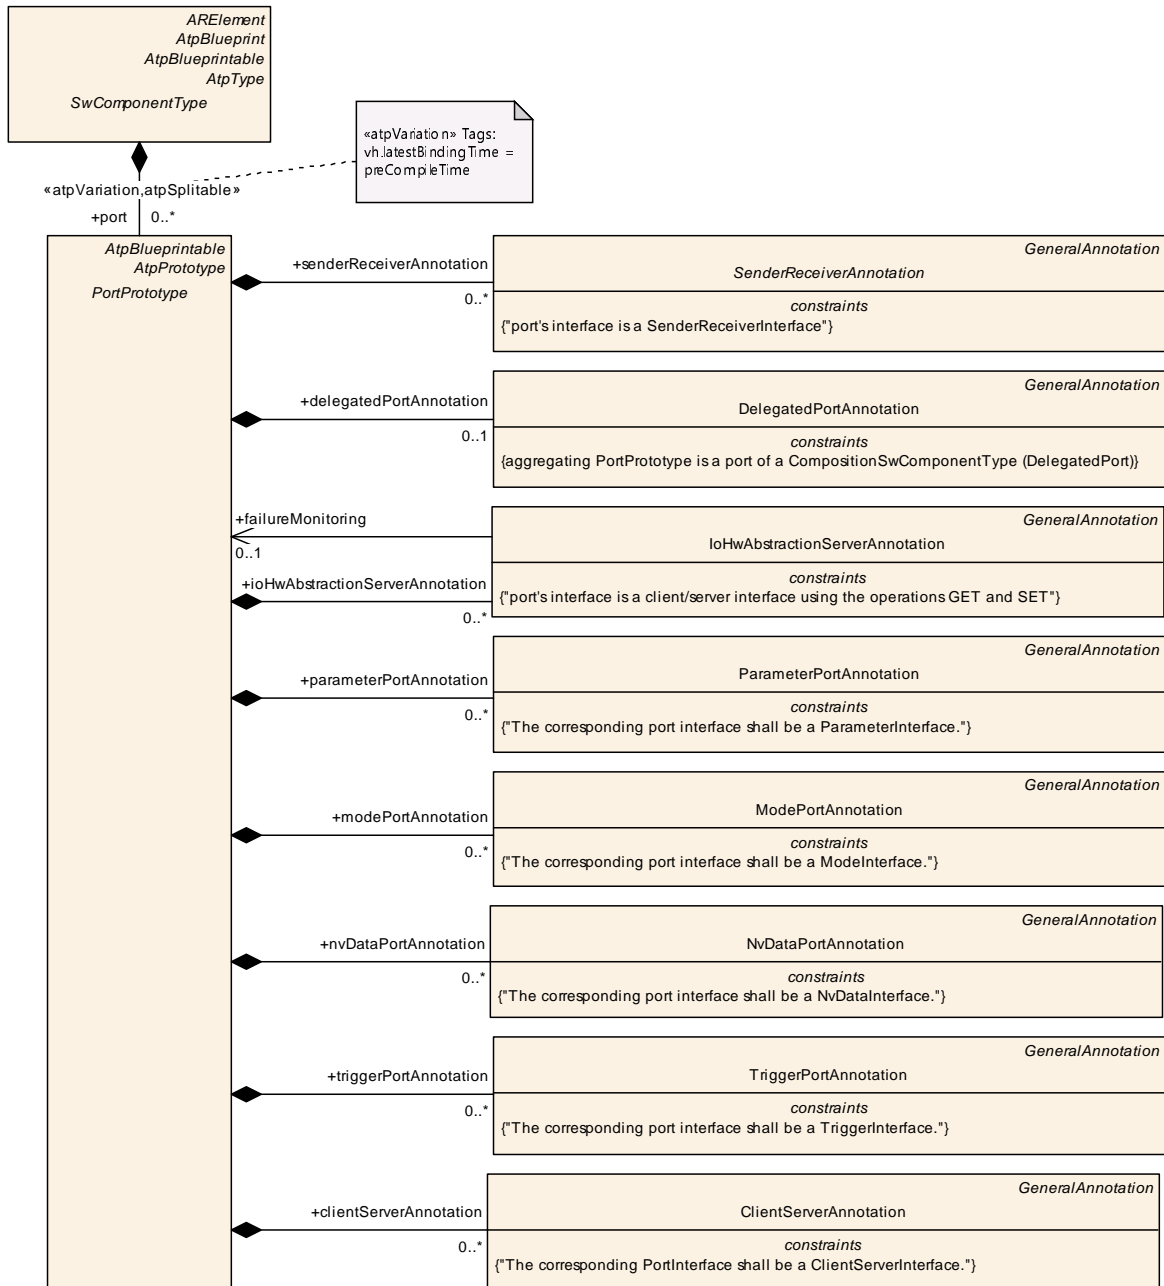 ARElement
AtpBlueprint
AtpBlueprintable
AtpType
SwComponentType
«atpVariation» Tags:
vh.latestBindingTime =
preCompileTime
«atpVariation,atpSplitable»
+port 0..*
AtpBlueprintable
AtpPrototype
PortPrototype
+senderReceiverAnnotation
0..*
GeneralAnnotation
SenderReceiverAnnotation
constraints
{"port's interface is a SenderReceiverInterface"}
+delegatedPortAnnotation
0..1
GeneralAnnotation
DelegatedPortAnnotation
constraints
{aggregating PortPrototype is a port of a CompositionSwComponentType (DelegatedPort)}
+failureMonitoring
0..1
+ioHwAbstractionServerAnnotation
0..*
GeneralAnnotation
IoHwAbstractionServerAnnotation
constraints
{"port's interface is a client/server interface using the operations GET and SET"}
+parameterPortAnnotation
0..*
GeneralAnnotation
ParameterPortAnnotation
constraints
{"The corresponding port interface shall be a ParameterInterface."}
+modePortAnnotation
0..*
GeneralAnnotation
ModePortAnnotation
constraints
{"The corresponding port interface shall be a ModeInterface."}
+nvDataPortAnnotation
0..*
GeneralAnnotation
NvDataPortAnnotation
constraints
{"The corresponding port interface shall be a NvDataInterface."}
+triggerPortAnnotation
0..*
GeneralAnnotation
TriggerPortAnnotation
constraints
{"The corresponding port interface shall be a TriggerInterface."}
+clientServerAnnotation
0..*
GeneralAnnotation
ClientServerAnnotation
constraints
{"The corresponding PortInterface shall be a ClientServerInterface."}